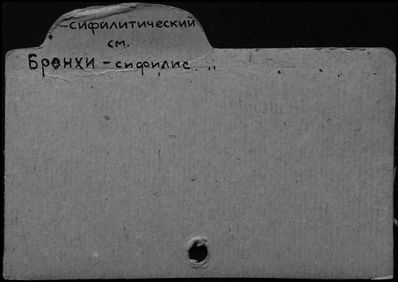 -сифилитический
см.
Бронхи - сифилис